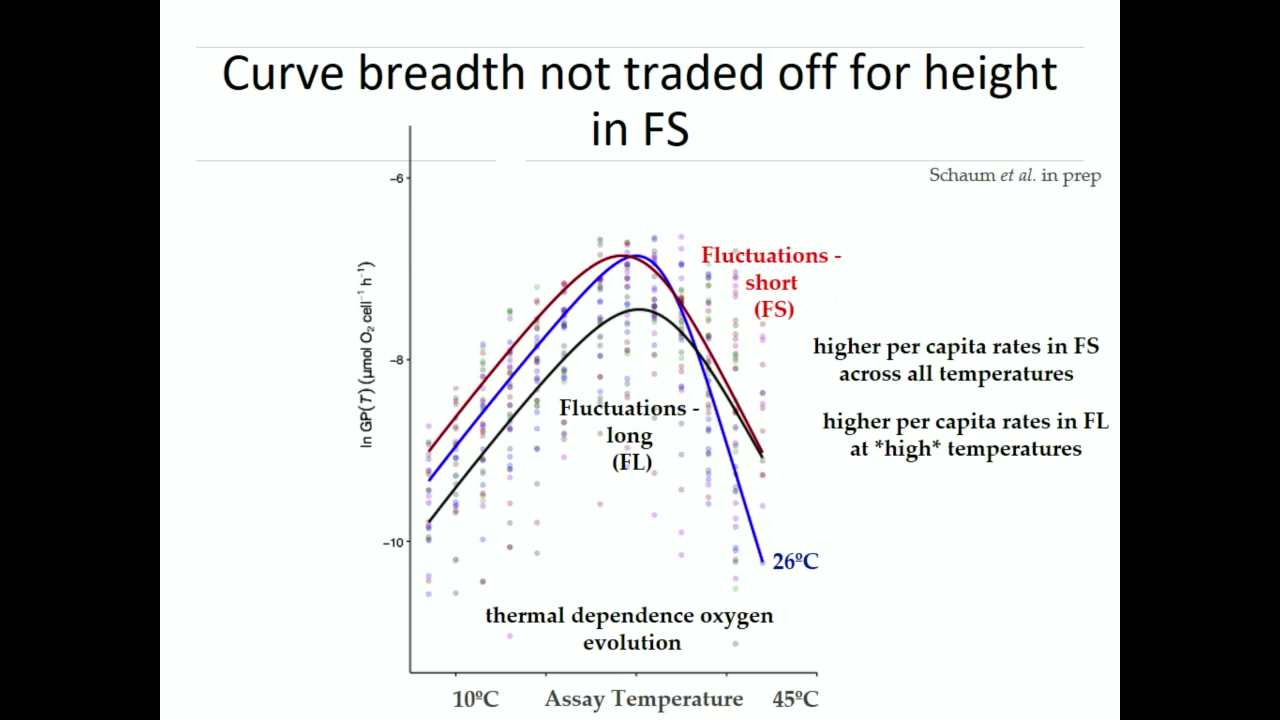 Curve breadth not traded off for height
in FS
Schaum et al. in prep
-6
Fluctuations -
short
(FS)
higher per capita rates in FS
across all temperatures
-8
Fluctuations -
long
(FL)
higher per capita rates in FL
at *high* temperatures
ln GP(T) (μmol O₂ cell⁻¹ h⁻¹)
-10
26ºC
thermal dependence oxygen
evolution
10ºC Assay Temperature 45ºC